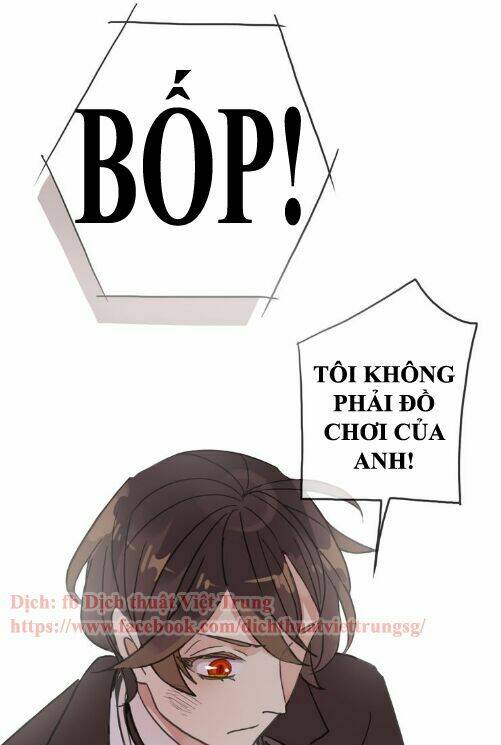 BỐP!
TÔI KHÔNG
PHẢI ĐỒ
CHƠI CỦA
ANH!
Dịch: fb Dịch thuật Việt Trung
https://www.facebook.com/dichthuatviettrungsg/